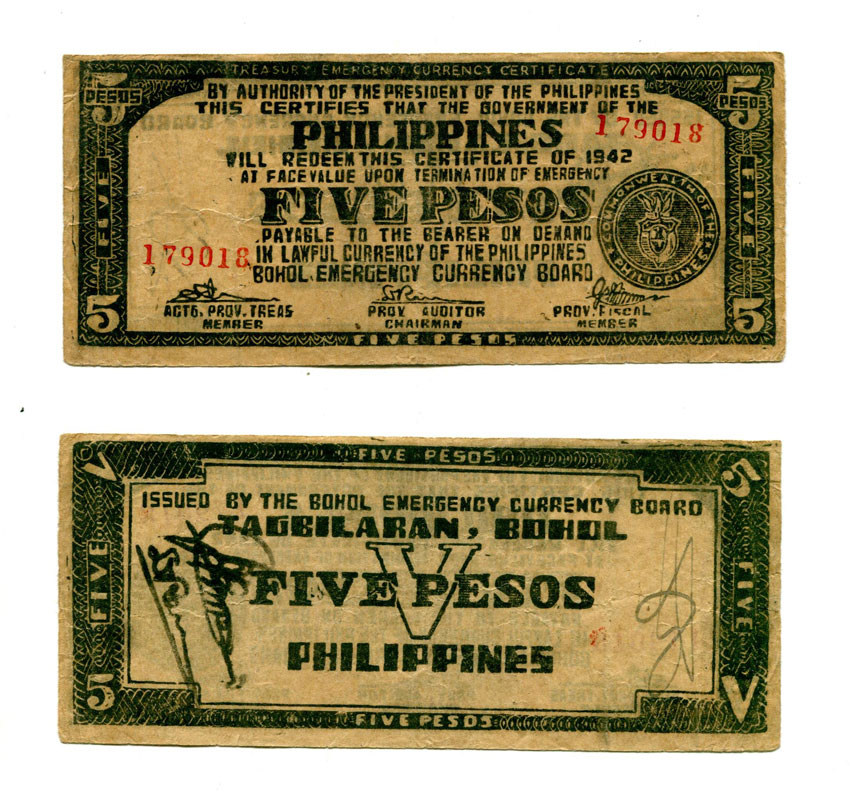 TREASURY EMERGENCY CURRENCY CERTIFICATE
5 PESOS
5 PESOS
BY AUTHORITY OF THE PRESIDENT OF THE PHILIPPINES
THIS CERTIFIES THAT THE GOVERNMENT OF THE
PHILIPPINES
179018
WILL REDEEM THIS CERTIFICATE OF 1942
AT FACE VALUE UPON TERMINATION OF EMERGENCY
FIVE
FIVE
FIVE PESOS
COMMONWEALTH OF THE PHILIPPINES
PAYABLE TO THE BEARER ON DEMAND
179018
IN LAWFUL CURRENCY OF THE PHILIPPINES
BOHOL EMERGENCY CURRENCY BOARD
ACTG. PROV. TREAS
MEMBER
PROV. AUDITOR
CHAIRMAN
PROV. FISCAL
MEMBER
5
5
FIVE PESOS
FIVE PESOS
V
5
ISSUED BY THE BOHOL EMERGENCY CURRENCY BOARD
TAGBILARAN, BOHOL
V
FIVE
FIVE PESOS
FIVE
PHILIPPINES
5
V
FIVE PESOS